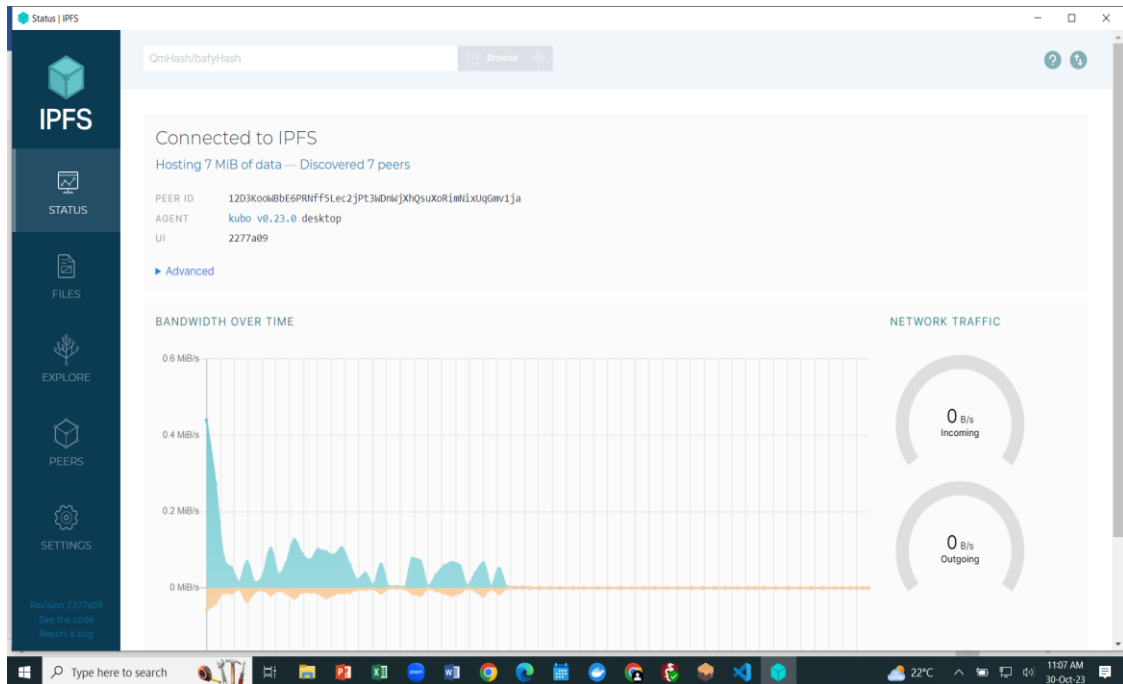 Status | IPFS
QmHash/bafyHash
Browse
IPFS
STATUS
FILES
EXPLORE
PEERS
SETTINGS
Revision 2277a09
See the code
Report a bug
Connected to IPFS
Hosting 7 MiB of data — Discovered 7 peers
PEER ID 12D3KooWBbE6PRNff5Lec2jPt3WDnWjXhQsuXoRimNixUqGmv1ja
AGENT kubo v0.23.0 desktop
UI 2277a09
Advanced
BANDWIDTH OVER TIME
0.6 MiB/s
0.4 MiB/s
0.2 MiB/s
0 MiB/s
NETWORK TRAFFIC
0 B/s
Incoming
0 B/s
Outgoing
Type here to search
22°C
11:07 AM
30-Oct-23